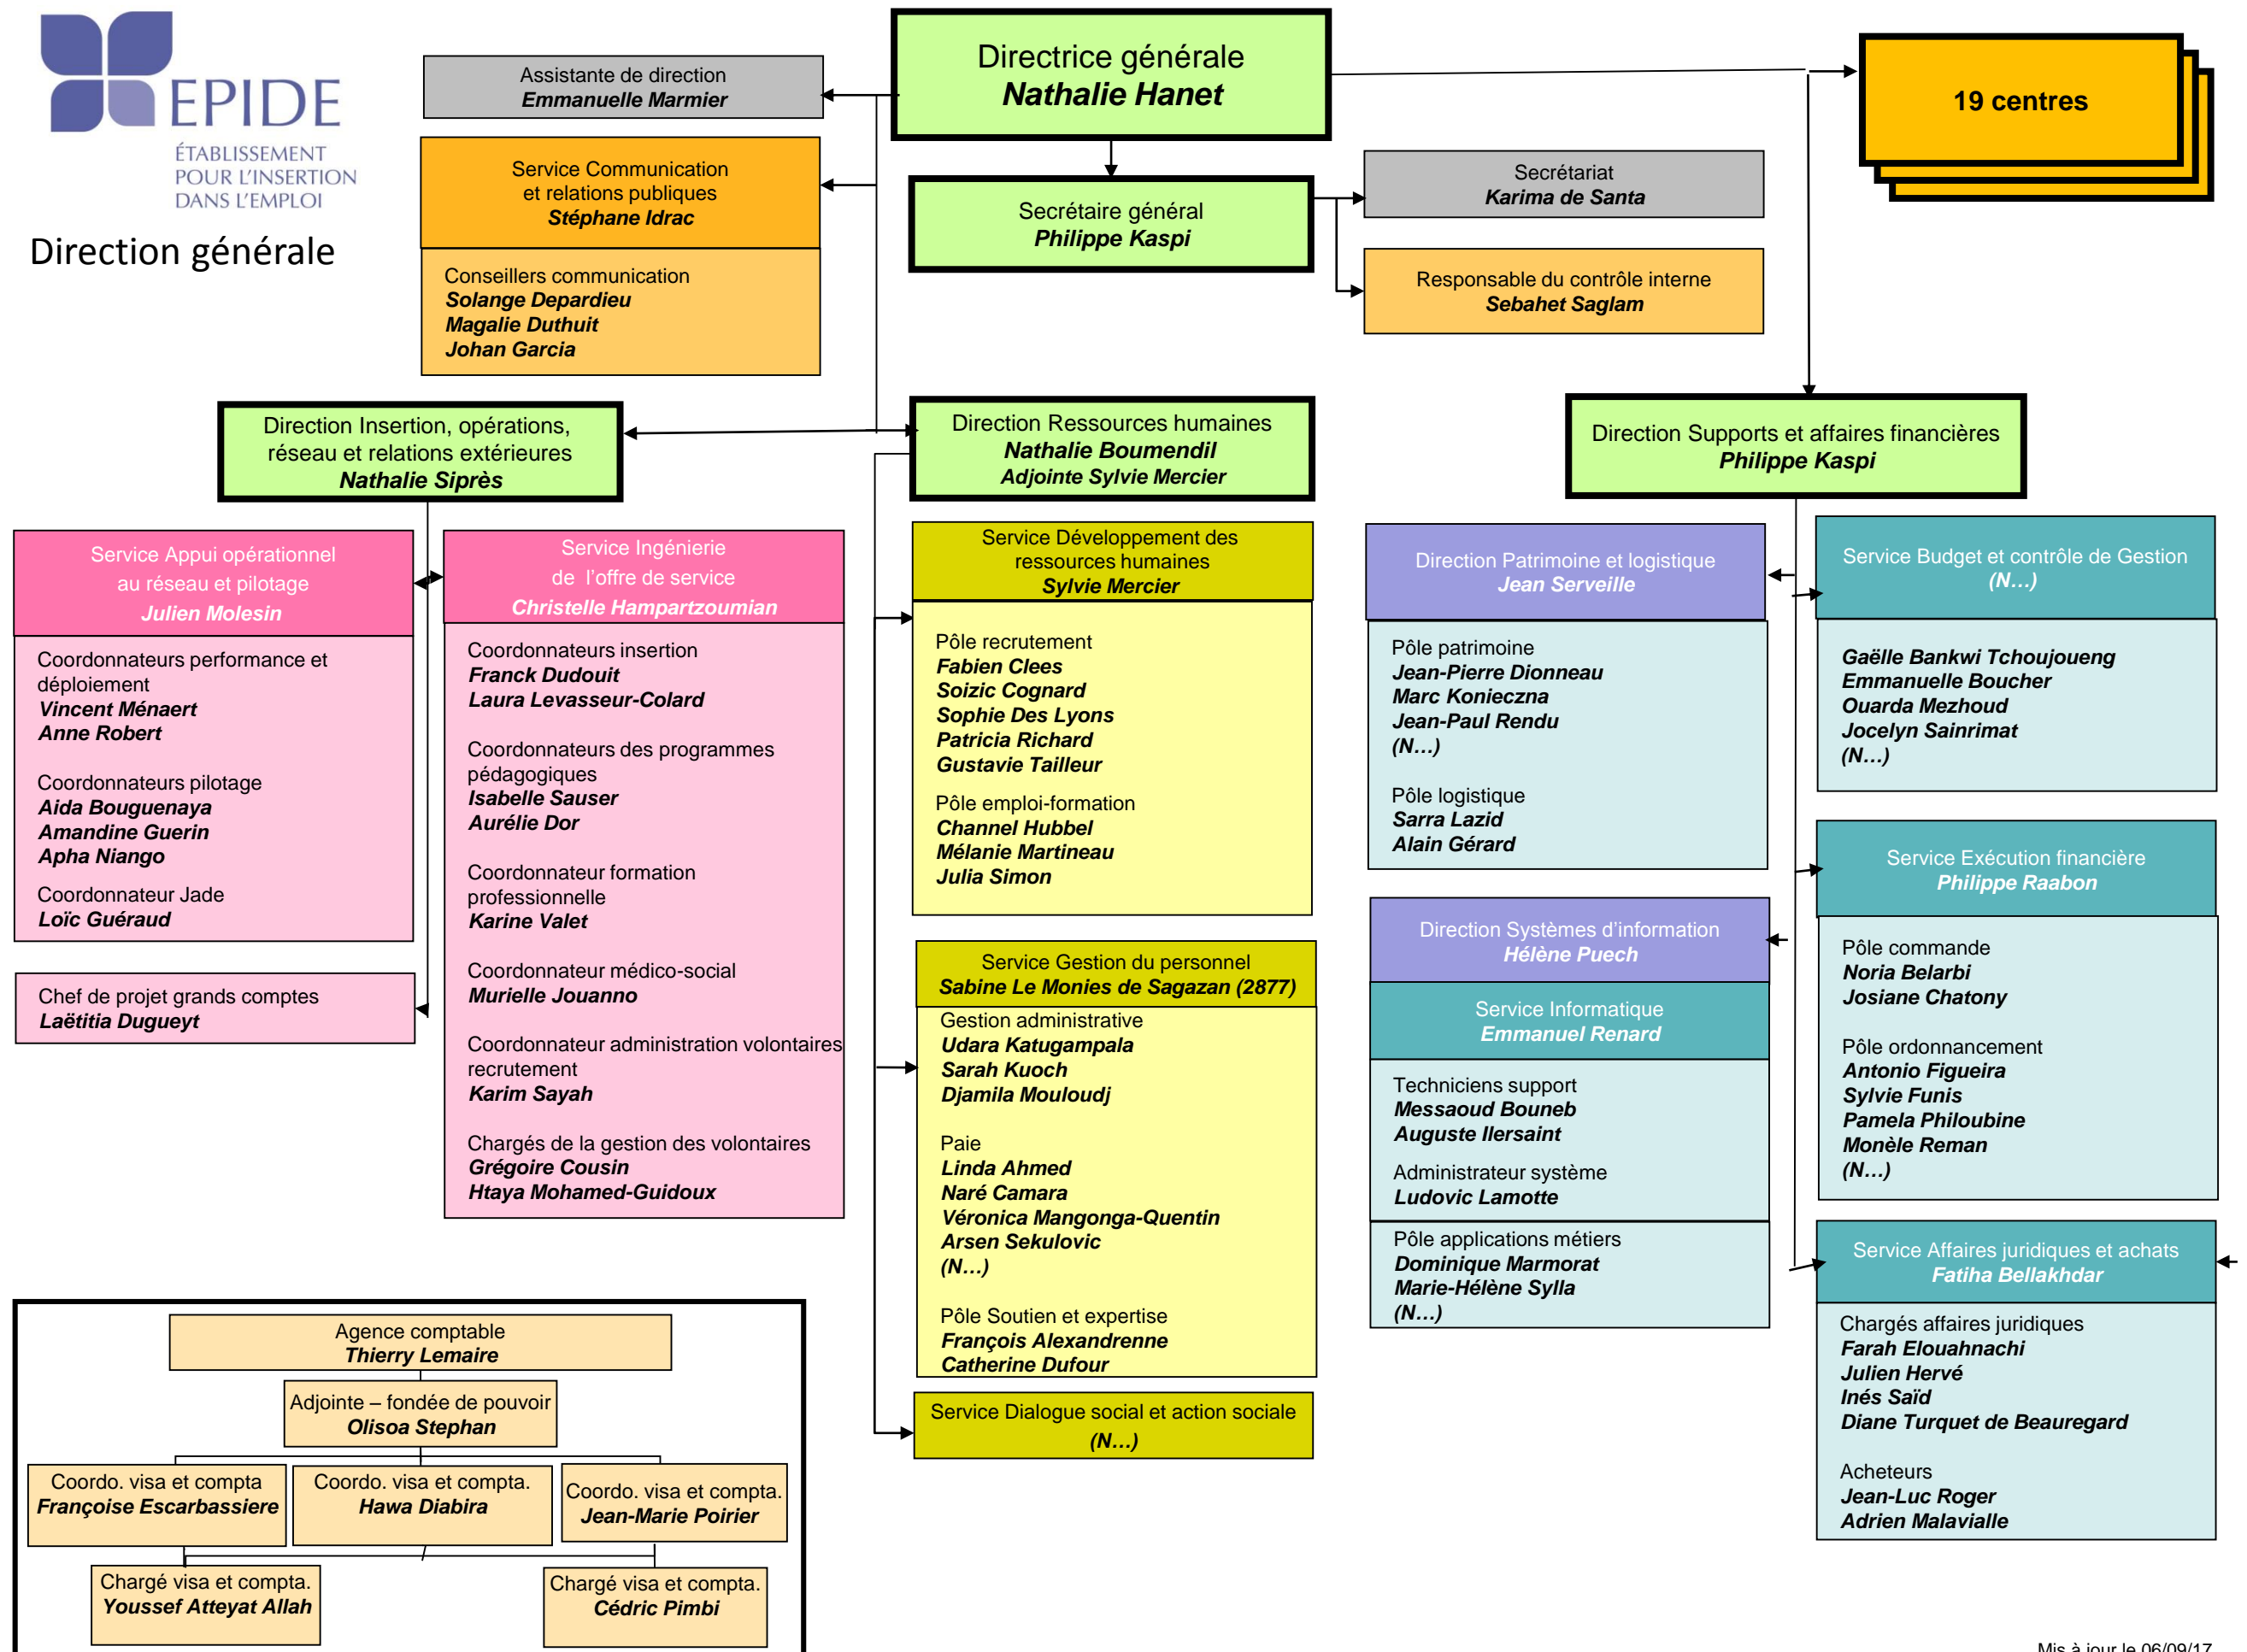 EPIDE
ÉTABLISSEMENT
POUR L'INSERTION
DANS L'EMPLOI
Direction générale
Directrice générale
Nathalie Hanet
19 centres
Assistante de direction
Emmanuelle Marmier
Service Communication
et relations publiques
Stéphane Idrac
Conseillers communication
Solange Depardieu
Magalie Duthuit
Johan Garcia
Secrétaire général
Philippe Kaspi
Secrétariat
Karima de Santa
Responsable du contrôle interne
Sebahet Saglam
Direction Insertion, opérations,
réseau et relations extérieures
Nathalie Siprès
Direction Ressources humaines
Nathalie Boumendil
Adjointe Sylvie Mercier
Direction Supports et affaires financières
Philippe Kaspi
Service Appui opérationnel
au réseau et pilotage
Julien Molesin
Coordonnateurs performance et
déploiement
Vincent Ménaert
Anne Robert
Coordonnateurs pilotage
Aida Bouguenaya
Amandine Guerin
Apha Niango
Coordonnateur Jade
Loïc Guéraud
Chef de projet grands comptes
Laëtitia Dugueyt
Service Ingénierie
de l'offre de service
Christelle Hampartzoumian
Coordonnateurs insertion
Franck Dudouit
Laura Levasseur-Colard
Coordonnateurs des programmes
pédagogiques
Isabelle Sauser
Aurélie Dor
Coordonnateur formation
professionnelle
Karine Valet
Coordonnateur médico-social
Murielle Jouanno
Coordonnateur administration volontaires
recrutement
Karim Sayah
Chargés de la gestion des volontaires
Grégoire Cousin
Htaya Mohamed-Guidoux
Service Développement des
ressources humaines
Sylvie Mercier
Pôle recrutement
Fabien Clees
Soizic Cognard
Sophie Des Lyons
Patricia Richard
Gustavie Tailleur
Pôle emploi-formation
Channel Hubbel
Mélanie Martineau
Julia Simon
Service Gestion du personnel
Sabine Le Monies de Sagazan (2877)
Gestion administrative
Udara Katugampala
Sarah Kuoch
Djamila Mouloudj
Paie
Linda Ahmed
Naré Camara
Véronica Mangonga-Quentin
Arsen Sekulovic
(N…)
Pôle Soutien et expertise
François Alexandrenne
Catherine Dufour
Service Dialogue social et action sociale
(N…)
Direction Patrimoine et logistique
Jean Serveille
Pôle patrimoine
Jean-Pierre Dionneau
Marc Konieczna
Jean-Paul Rendu
(N…)
Pôle logistique
Sarra Lazid
Alain Gérard
Direction Systèmes d'information
Hélène Puech
Service Informatique
Emmanuel Renard
Techniciens support
Messaoud Bouneb
Auguste Ilersaint
Administrateur système
Ludovic Lamotte
Pôle applications métiers
Dominique Marmorat
Marie-Hélène Sylla
(N…)
Service Budget et contrôle de Gestion
(N…)
Gaëlle Bankwi Tchoujoueng
Emmanuelle Boucher
Ouarda Mezhoud
Jocelyn Sainrimat
(N…)
Service Exécution financière
Philippe Raabon
Pôle commande
Noria Belarbi
Josiane Chatony
Pôle ordonnancement
Antonio Figueira
Sylvie Funis
Pamela Philoubine
Monèle Reman
(N…)
Service Affaires juridiques et achats
Fatiha Bellakhdar
Chargés affaires juridiques
Farah Elouahnachi
Julien Hervé
Inés Saïd
Diane Turquet de Beauregard
Acheteurs
Jean-Luc Roger
Adrien Malavialle
Agence comptable
Thierry Lemaire
Adjointe – fondée de pouvoir
Olisoa Stephan
Coordo. visa et compta
Françoise Escarbassiere
Coordo. visa et compta.
Hawa Diabira
Coordo. visa et compta.
Jean-Marie Poirier
Chargé visa et compta.
Youssef Atteyat Allah
Chargé visa et compta.
Cédric Pimbi
Mis à jour le 06/09/17